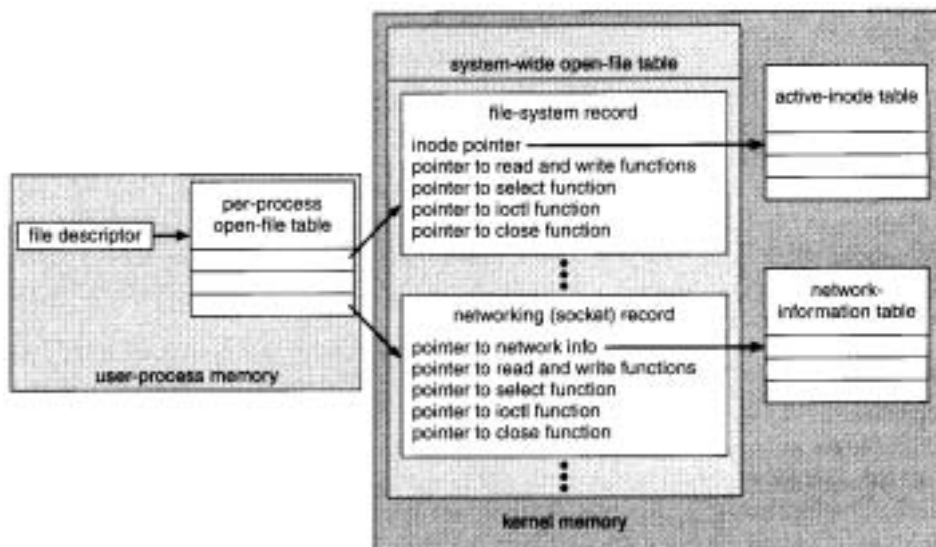 system-wide open-file table
file-system record
inode pointer
pointer to read and write functions
pointer to select function
pointer to ioctl function
pointer to close function
active-inode table
per-process
open-file table
file descriptor
user-process memory
networking (socket) record
pointer to network info
pointer to read and write functions
pointer to select function
pointer to ioctl function
pointer to close function
network-
information table
kernel memory